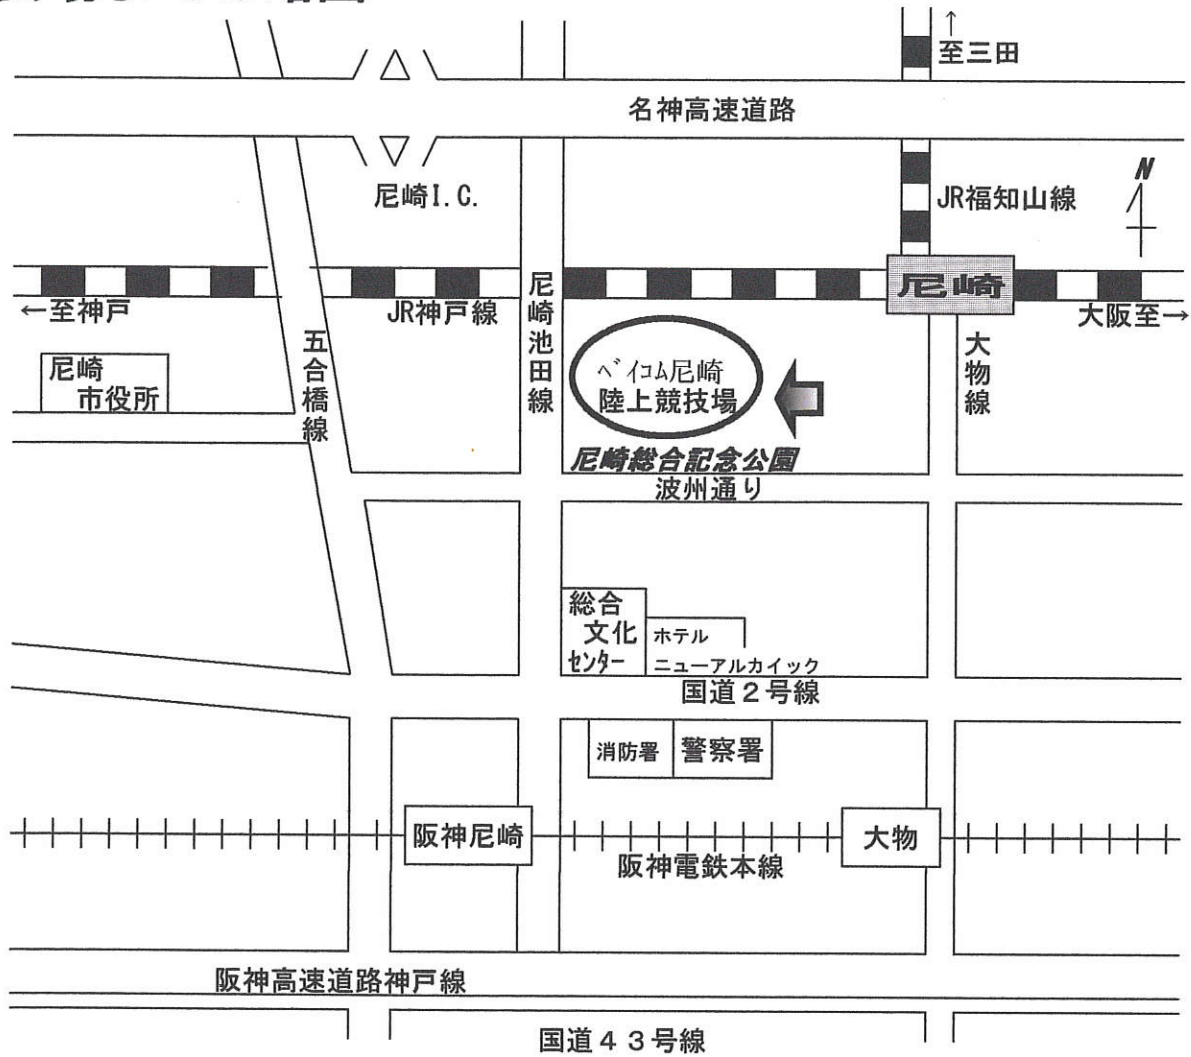 ↑
至三田
名神高速道路
尼崎I.C.
JR福知山線
N
尼崎
←至神戸
JR神戸線
大阪至→
尼崎池田線
五合橋線
大物線
尼崎
市役所
ベイコム尼崎
陸上競技場
尼崎総合記念公園
波州通り
総合
文化
センター
ホテル
ニューアルカイック
国道2号線
消防署
警察署
阪神尼崎
大物
阪神電鉄本線
阪神高速道路神戸線
国道43号線